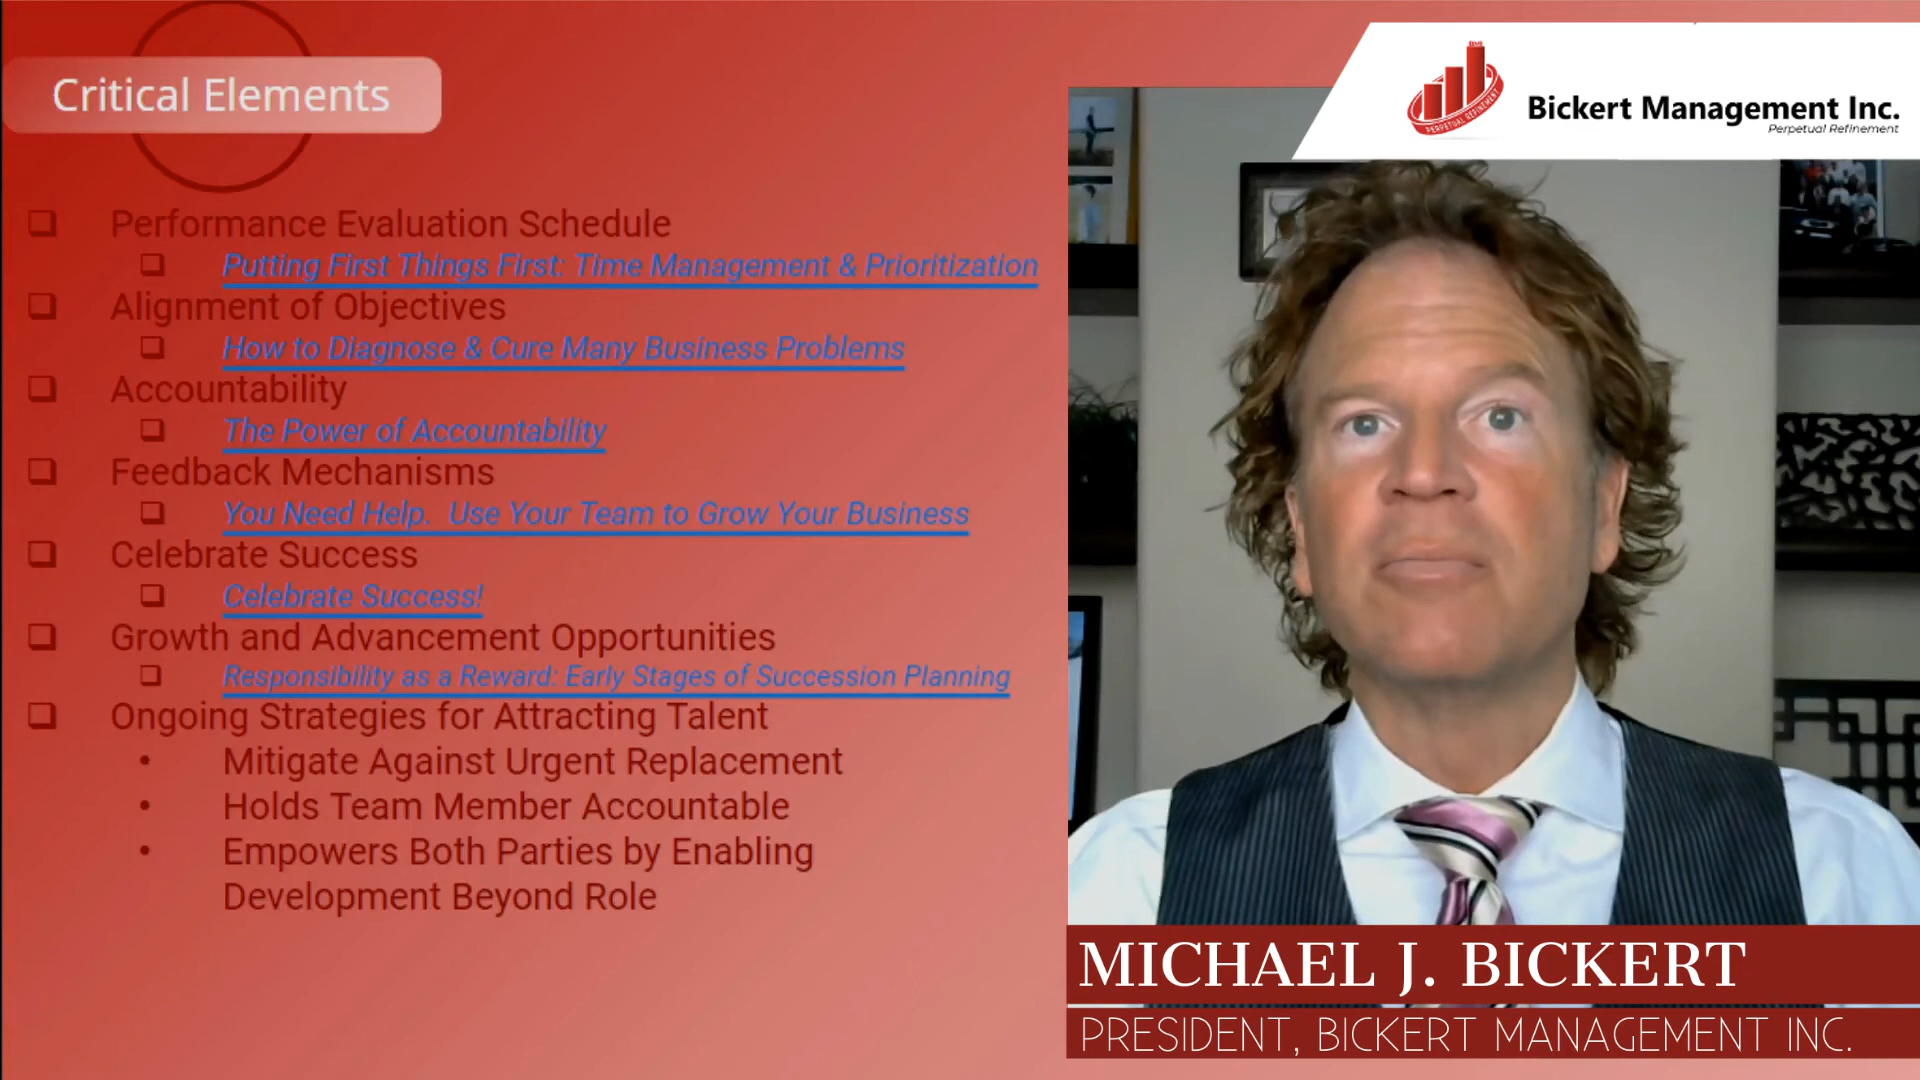 Critical Elements
Performance Evaluation Schedule
Putting First Things First: Time Management & Prioritization
Alignment of Objectives
How to Diagnose & Cure Many Business Problems
Accountability
The Power of Accountability
Feedback Mechanisms
You Need Help.  Use Your Team to Grow Your Business
Celebrate Success
Celebrate Success!
Growth and Advancement Opportunities
Responsibility as a Reward: Early Stages of Succession Planning
Ongoing Strategies for Attracting Talent
• Mitigate Against Urgent Replacement
• Holds Team Member Accountable
• Empowers Both Parties by Enabling
Development Beyond Role
BMI
PERPETUAL REFINEMENT
Bickert Management Inc.
Perpetual Refinement
MICHAEL J. BICKERT
PRESIDENT, BICKERT MANAGEMENT INC.